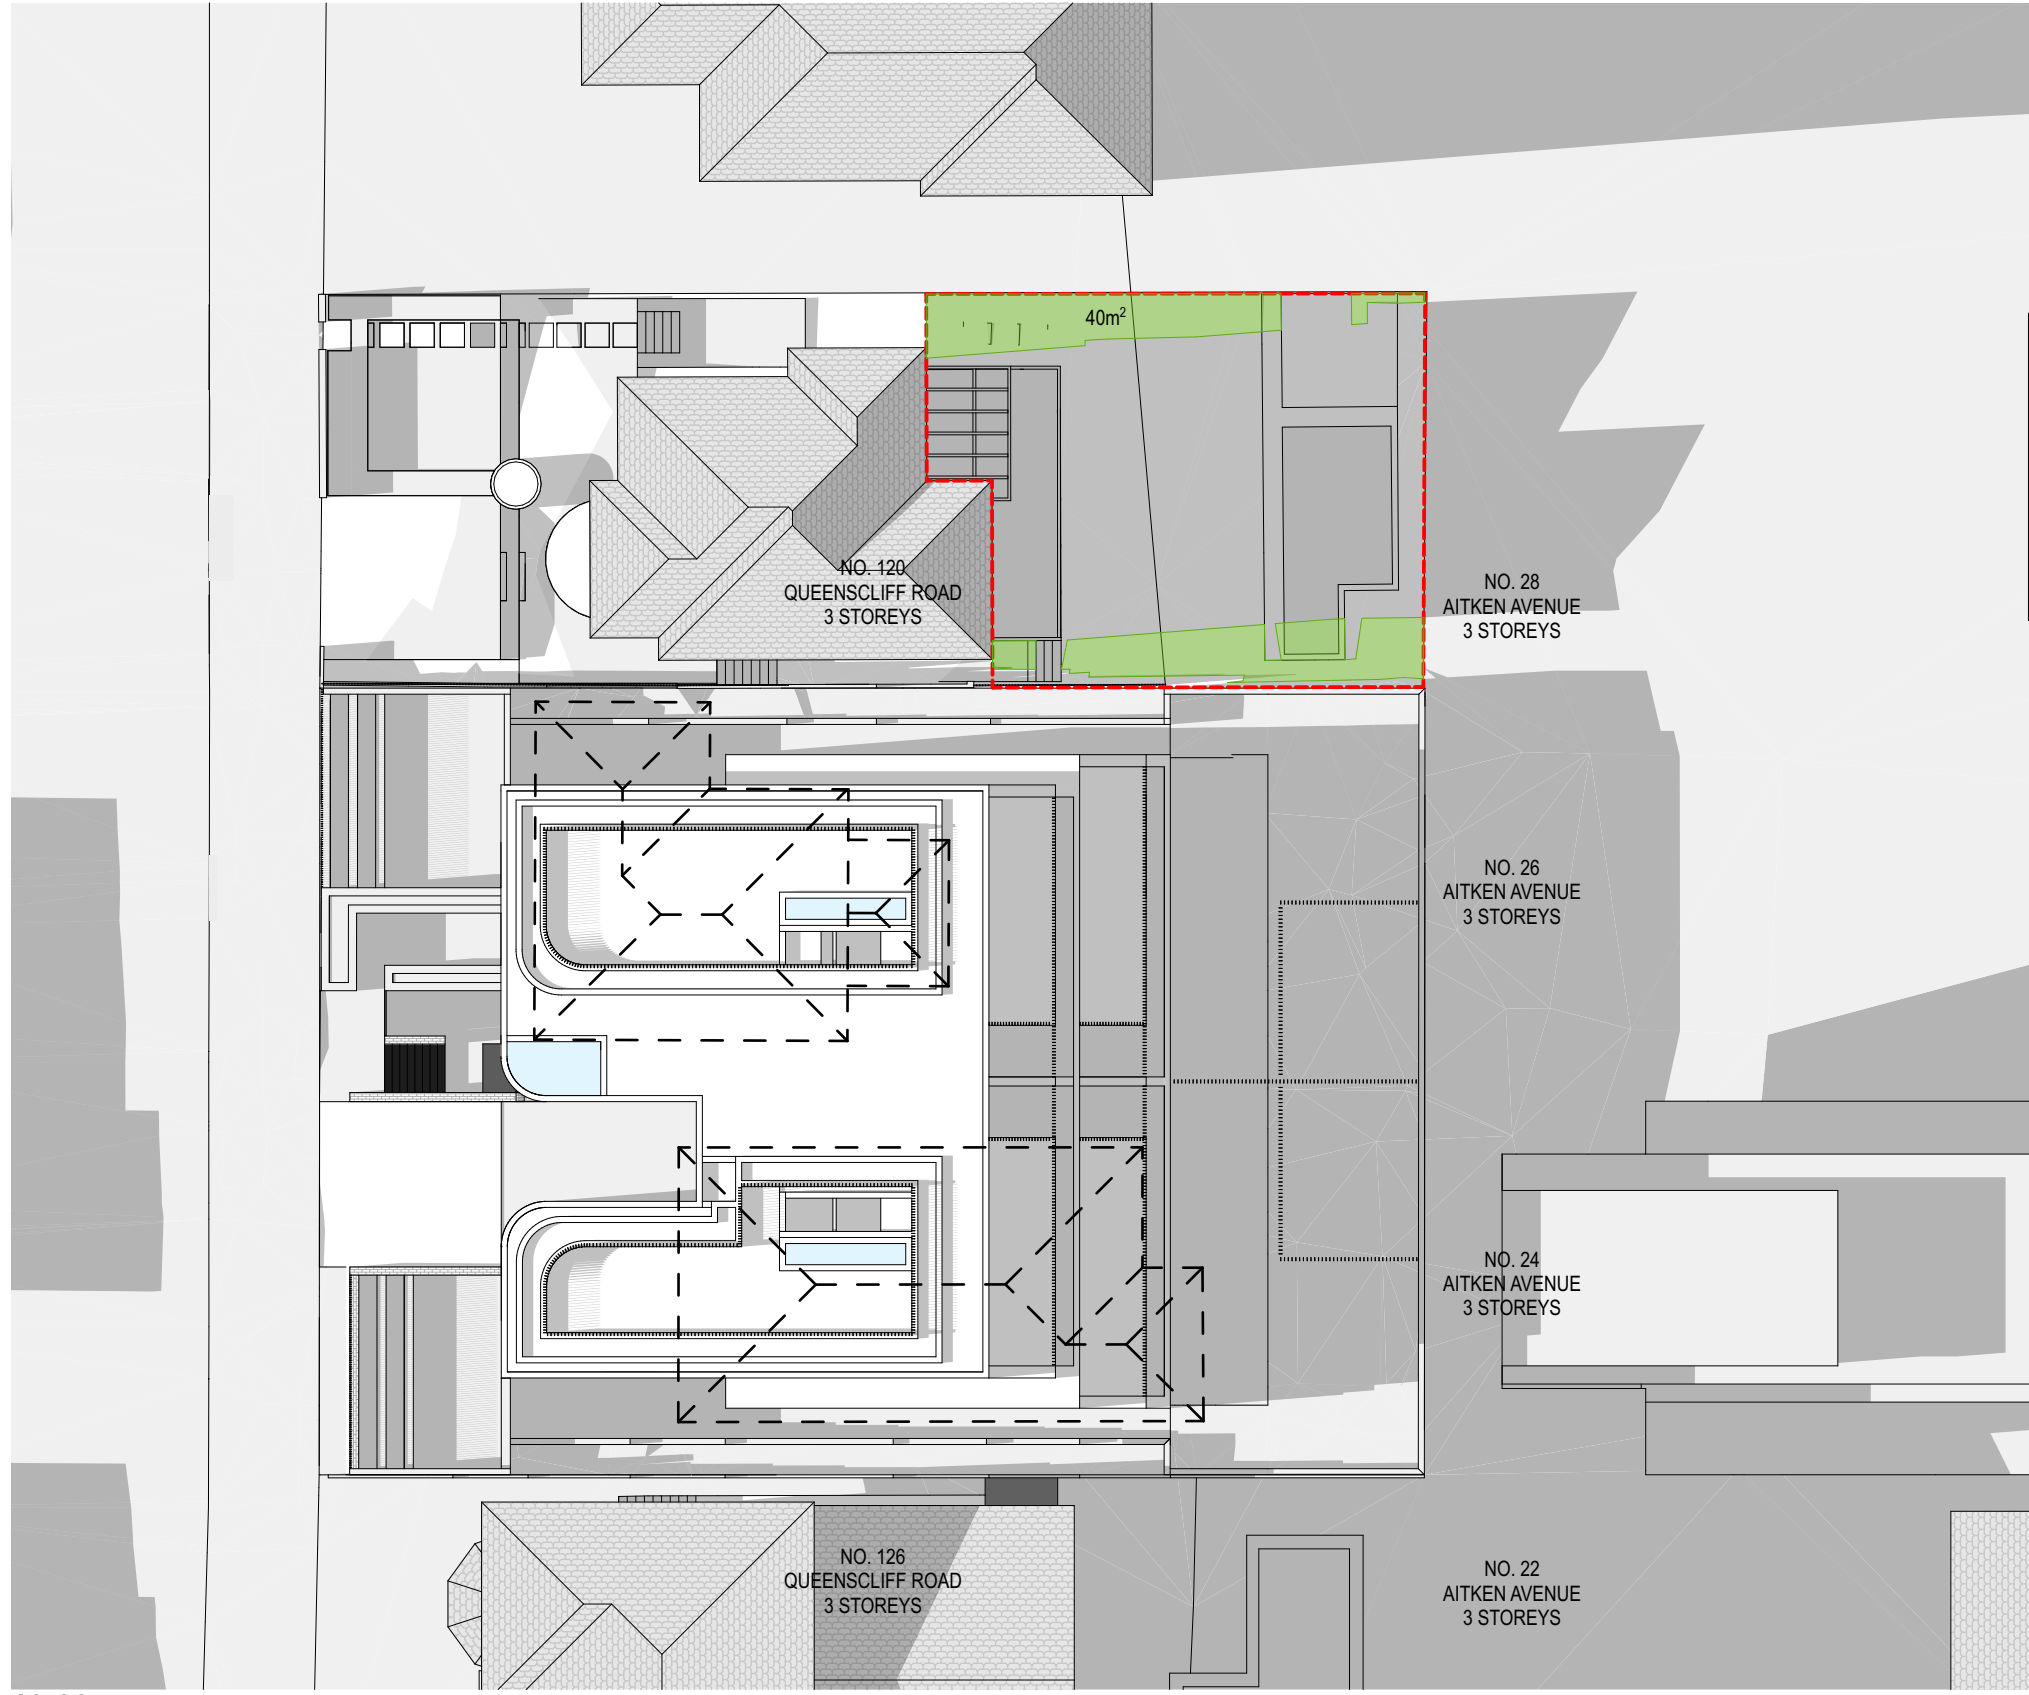 40m²
NO. 120
QUEENSCLIFF ROAD
3 STOREYS
NO. 28
AITKEN AVENUE
3 STOREYS
NO. 26
AITKEN AVENUE
3 STOREYS
NO. 24
AITKEN AVENUE
3 STOREYS
NO. 126
QUEENSCLIFF ROAD
3 STOREYS
NO. 22
AITKEN AVENUE
3 STOREYS